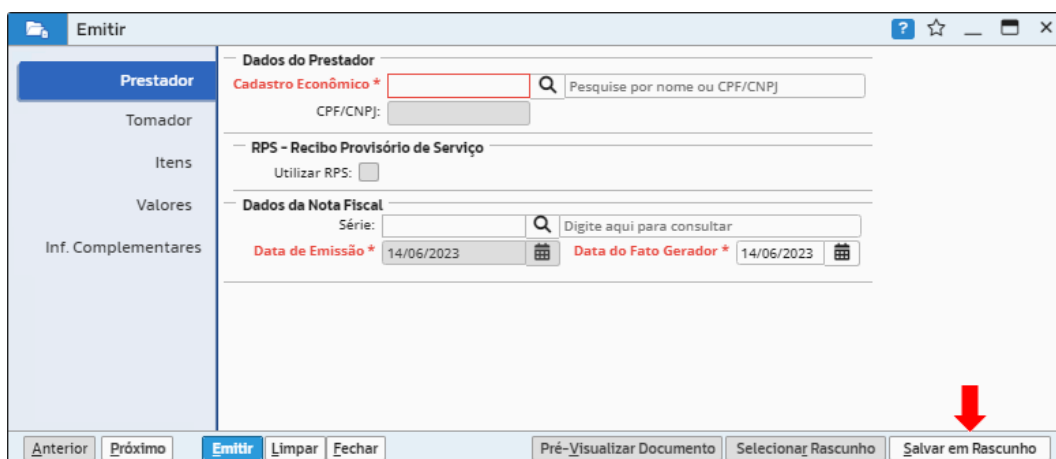 Emitir
?
Prestador
Tomador
Itens
Valores
Inf. Complementares
Dados do Prestador
Cadastro Econômico *
Pesquise por nome ou CPF/CNPJ
CPF/CNPJ:
RPS - Recibo Provisório de Serviço
Utilizar RPS:
Dados da Nota Fiscal
Série:
Digite aqui para consultar
Data de Emissão * 14/06/2023 Data do Fato Gerador * 14/06/2023
Anterior Próximo Emitir Limpar Fechar Pré-Visualizar Documento Selecionar Rascunho Salvar em Rascunho